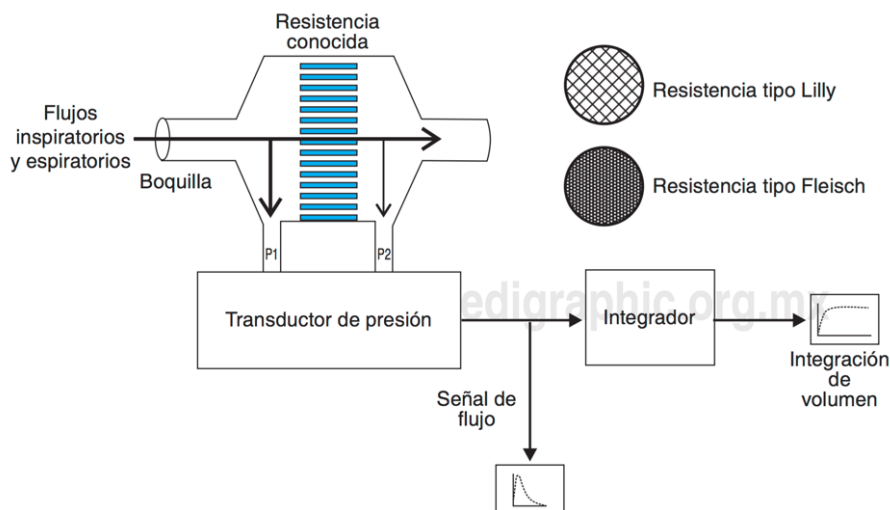 Resistencia
conocida
Flujos
inspiratorios
y espiratorios
Boquilla
Resistencia tipo Lilly
Resistencia tipo Fleisch
P1
P2
edigraphic.org.mx
Transductor de presión
Integrador
Integración
de
volumen
Señal de
flujo